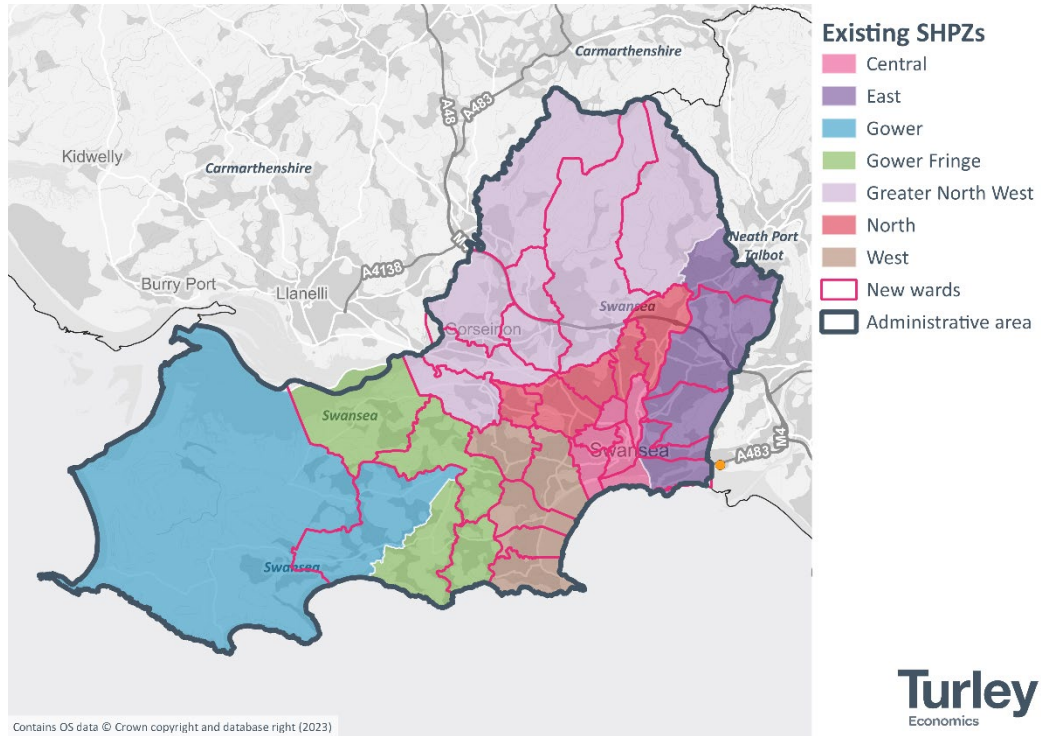 Carmarthenshire
A48
A483
Kidwelly
Carmarthenshire
Neath Port
Talbot
M4
A4138
Burry Port
Llanelli
Swansea
Gorseinon
Swansea
Swansea
M4
A483
Swansea
Contains OS data © Crown copyright and database right (2023)
Existing SHPZs
Central
East
Gower
Gower Fringe
Greater North West
North
West
New wards
Administrative area
Turley
Economics